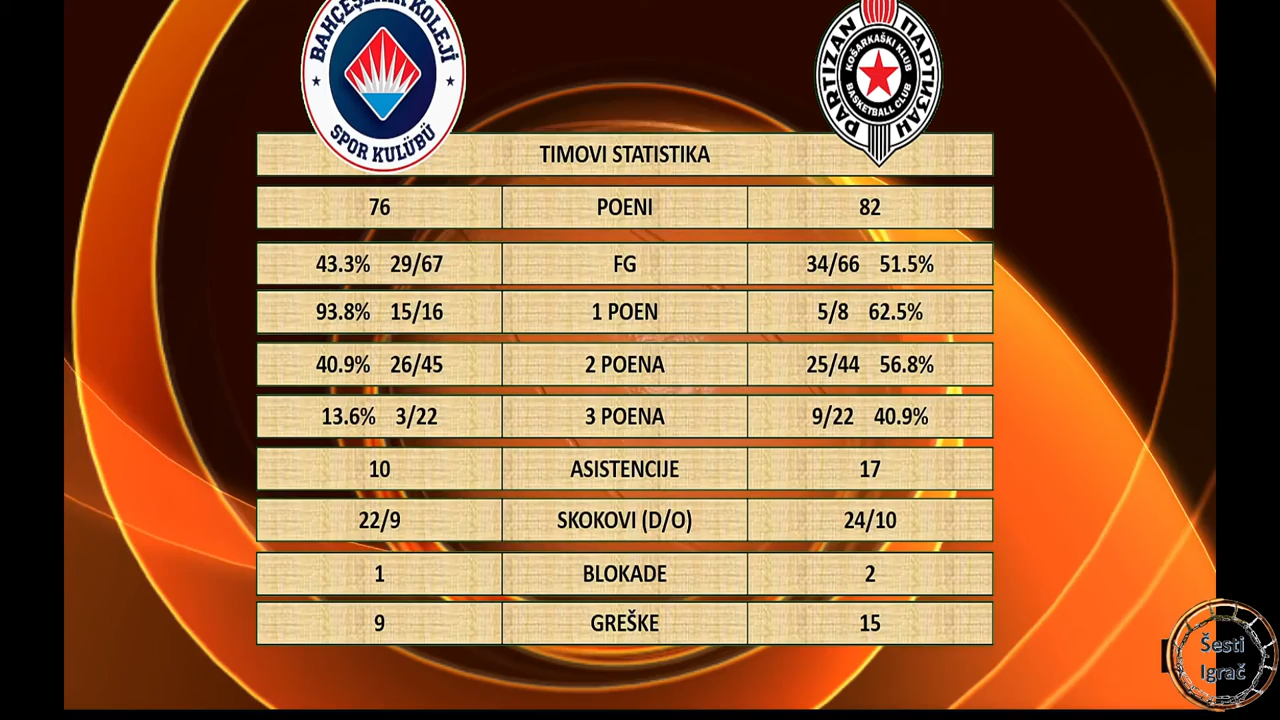 BAHÇEŞEHİR KOLEJİ
SPOR KULÜBÜ
PARTIZAN ПАРТИЗАН
KOŠARKAŠKI KLUB
BASKETBALL CLUB
TIMOVI STATISTIKA
76 POENI 82
43.3% 29/67 FG 34/66 51.5%
93.8% 15/16 1 POEN 5/8 62.5%
40.9% 26/45 2 POENA 25/44 56.8%
13.6% 3/22 3 POENA 9/22 40.9%
10 ASISTENCIJE 17
22/9 SKOKOVI (D/O) 24/10
1 BLOKADE 2
9 GREŠKE 15
Šesti
Igrač